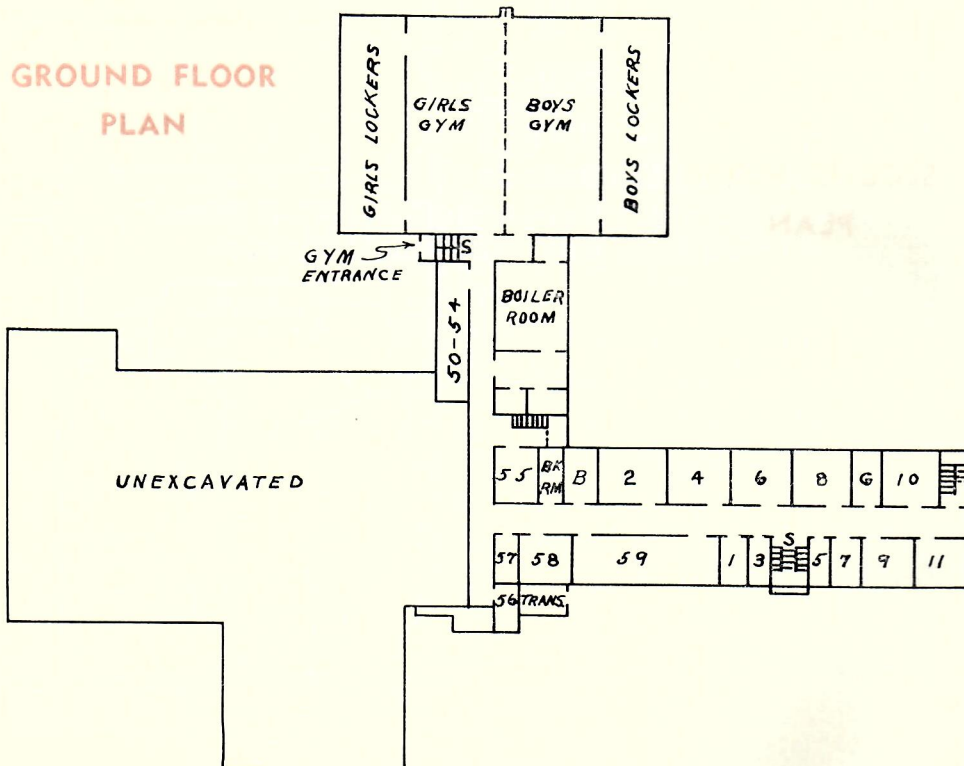 GROUND FLOOR
PLAN
GIRLS LOCKERS
GIRLS
GYM
BOYS
GYM
BOYS LOCKERS
GYM
ENTRANCE
S
BOILER
ROOM
50-54
UNEXCAVATED
55
BK
RM
B
2
4
6
8
G
10
57
58
59
1
3
S
5
7
9
11
56
TRANS.
PLAN